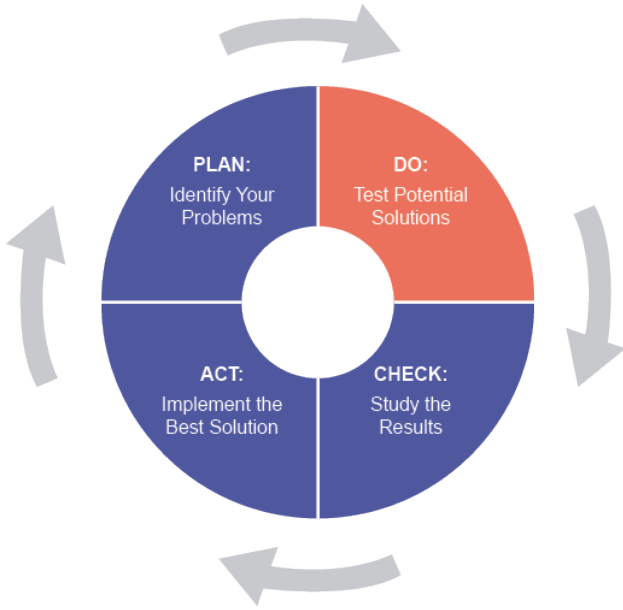 PLAN:
Identify Your
Problems
DO:
Test Potential
Solutions
CHECK:
Study the
Results
ACT:
Implement the
Best Solution